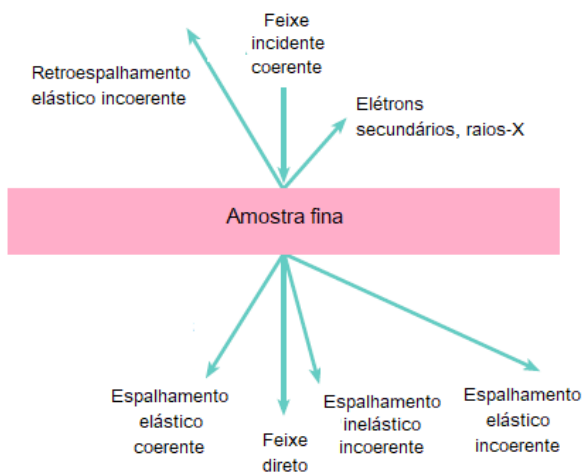 Feixe
incidente
coerente
Retroespalhamento
elástico incoerente
Elétrons
secundários, raios-X
Amostra fina
Espalhamento
elástico
coerente
Feixe
direto
Espalhamento
inelástico
incoerente
Espalhamento
elástico
incoerente